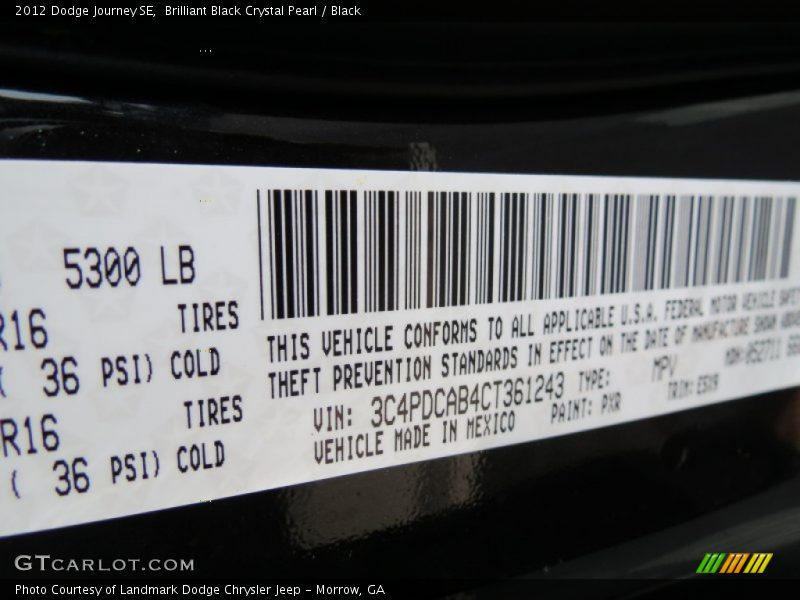 2012 Dodge Journey SE,  Brilliant Black Crystal Pearl / Black
5300 LB
R16 TIRES
( 36 PSI) COLD
R16 TIRES
( 36 PSI) COLD
THIS VEHICLE CONFORMS TO ALL APPLICABLE U.S.A. FEDERAL MOTOR VEHICLE
THEFT PREVENTION STANDARDS IN EFFECT ON THE DATE OF MANUFACTURE SHOWN
VIN: 3C4PDCAB4CT361243 TYPE: MPV
VEHICLE MADE IN MEXICO PAINT: PXR TRIM:
GTCARLOT.COM
Photo Courtesy of Landmark Dodge Chrysler Jeep - Morrow, GA